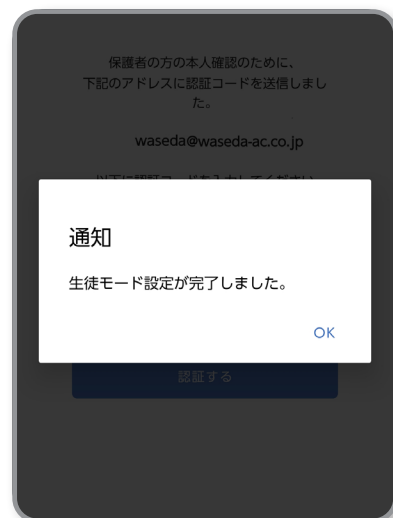 保護者の方の本人確認のために、
下記のアドレスに認証コードを送信しまし
た。
waseda@waseda-ac.co.jp
通知
生徒モード設定が完了しました。
OK
認証する